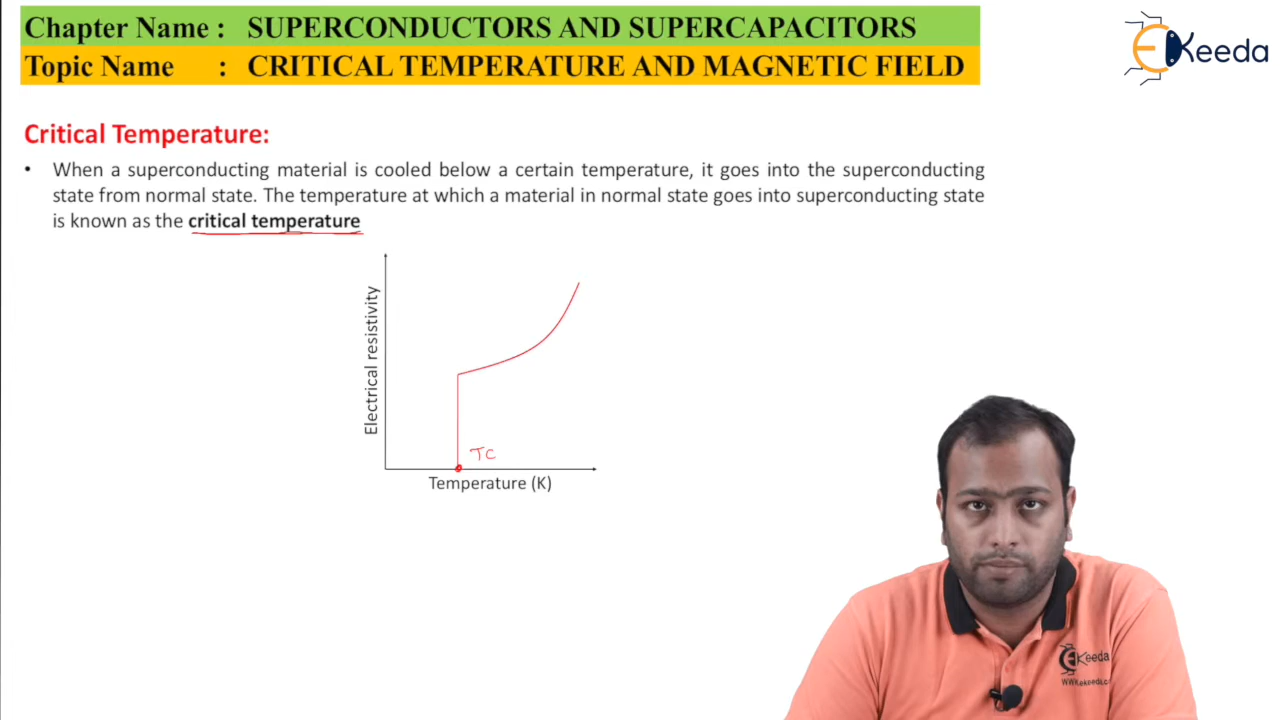 Chapter Name : SUPERCONDUCTORS AND SUPERCAPACITORS
Keeda
Topic Name : CRITICAL TEMPERATURE AND MAGNETIC FIELD
Critical Temperature:
• When a superconducting material is cooled below a certain temperature, it goes into the superconducting
state from normal state. The temperature at which a material in normal state goes into superconducting state
is known as the critical temperature
Electrical resistivity
TC
Temperature (K)
Keeda